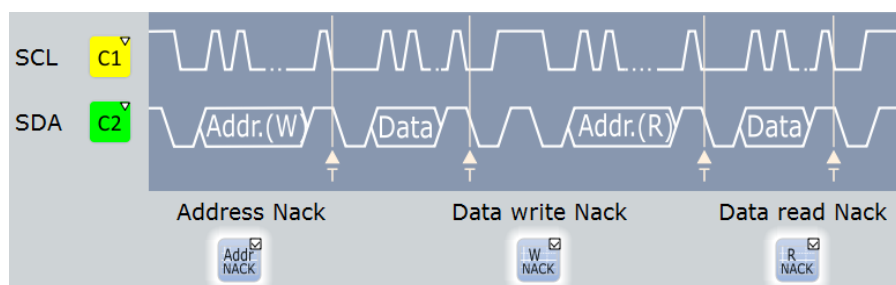 SCL C1
SDA C2 Addr.(W) Data Addr.(R) Data
T T T T
Address Nack Data write Nack Data read Nack
Addr W R
NACK NACK NACK